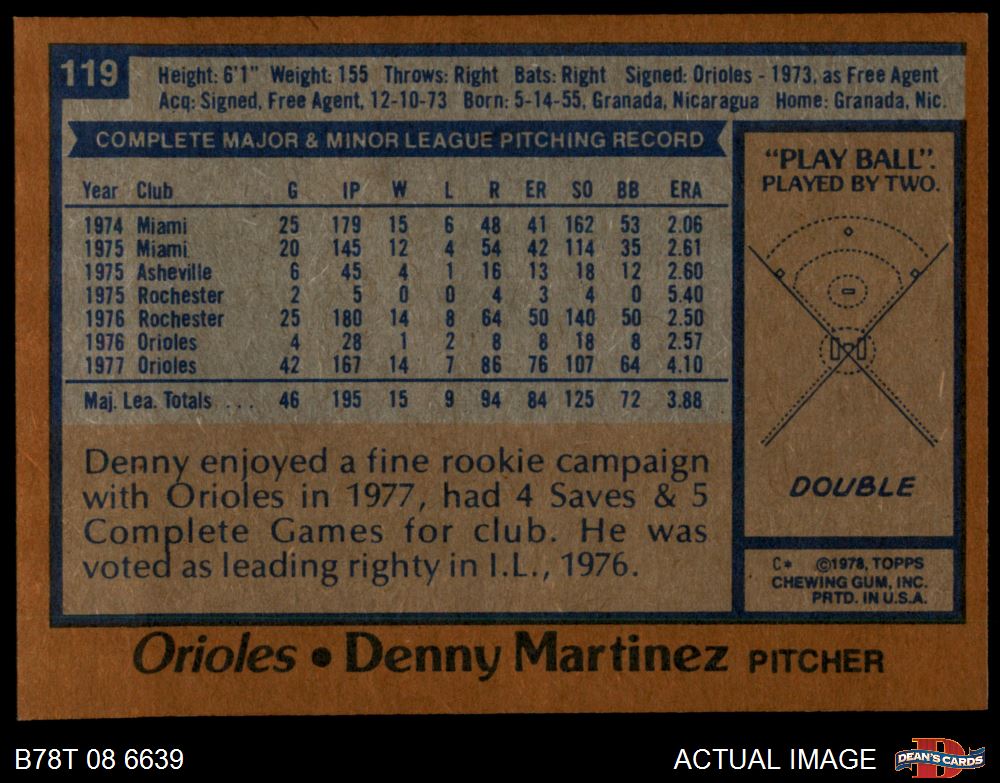 119
Height: 6'1" Weight: 155 Throws: Right Bats: Right Signed: Orioles - 1973, as Free Agent
Acq: Signed, Free Agent, 12-10-73 Born: 5-14-55, Granada, Nicaragua Home: Granada, Nic.
COMPLETE MAJOR & MINOR LEAGUE PITCHING RECORD
Year Club G IP W L R ER SO BB ERA
1974 Miami 25 179 15 6 48 41 162 53 2.06
1975 Miami 20 145 12 4 54 42 114 35 2.61
1975 Asheville 6 45 4 1 16 13 18 12 2.60
1975 Rochester 2 5 0 0 4 3 4 0 5.40
1976 Rochester 25 180 14 8 64 50 140 50 2.50
1976 Orioles 4 28 1 2 8 8 18 8 2.57
1977 Orioles 42 167 14 7 86 76 107 64 4.10
Maj. Lea. Totals . . . 46 195 15 9 94 84 125 72 3.88
Denny enjoyed a fine rookie campaign
with Orioles in 1977, had 4 Saves & 5
Complete Games for club. He was
voted as leading righty in I.L., 1976.
"PLAY BALL".
PLAYED BY TWO.
DOUBLE
C* ©1978, TOPPS
CHEWING GUM, INC.
PRTD. IN U.S.A.
Orioles • Denny Martinez PITCHER
B78T 08 6639
ACTUAL IMAGE
DEAN'S CARDS